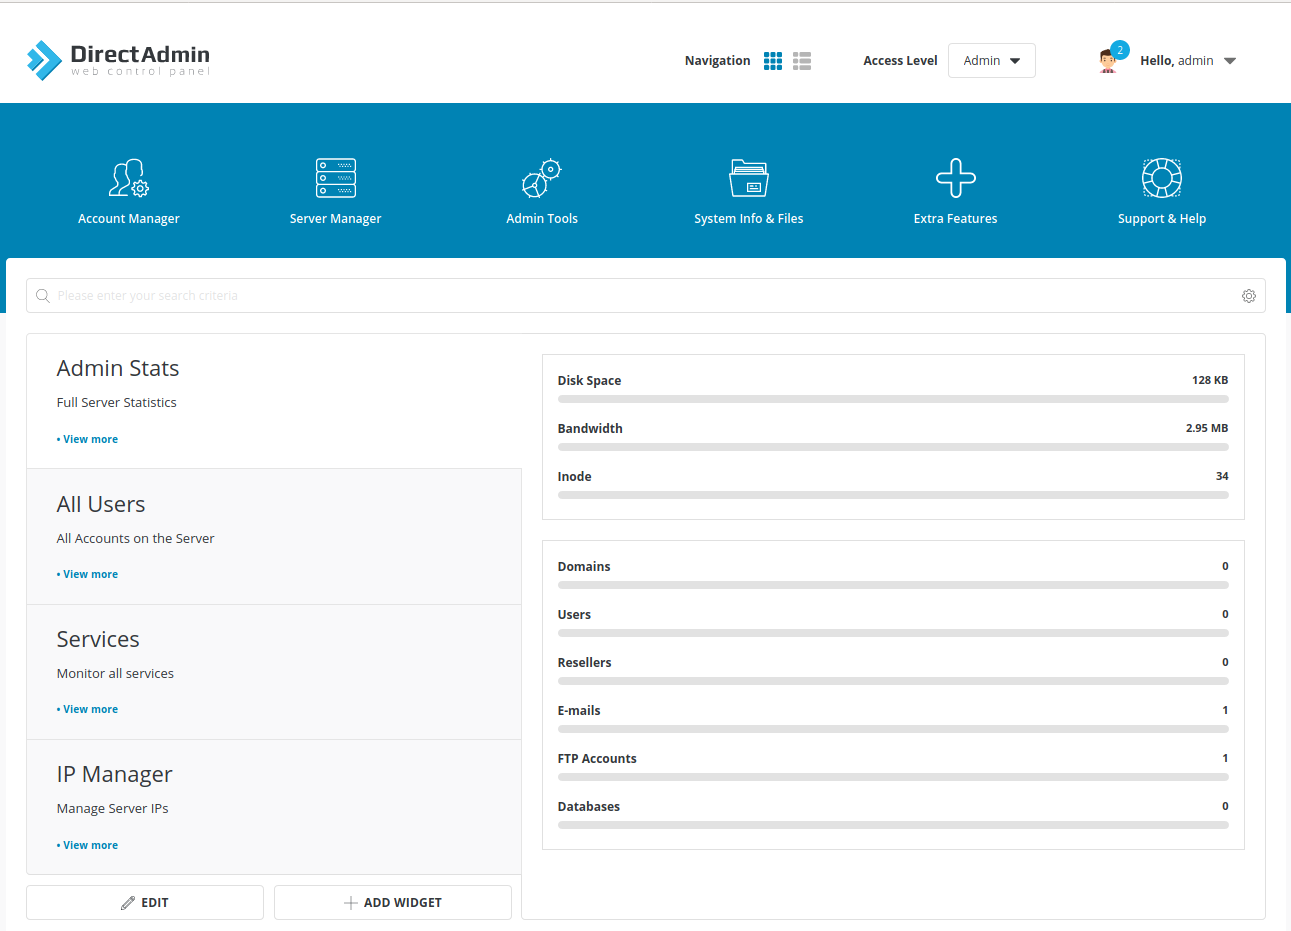 DirectAdmin
web control panel
Navigation
Access Level
Admin
2
Hello, admin
Account Manager
Server Manager
Admin Tools
System Info & Files
Extra Features
Support & Help
Please enter your search criteria
Admin Stats
Full Server Statistics
• View more
All Users
All Accounts on the Server
• View more
Services
Monitor all services
• View more
IP Manager
Manage Server IPs
• View more
EDIT
ADD WIDGET
Disk Space 128 KB
Bandwidth 2.95 MB
Inode 34
Domains 0
Users 0
Resellers 0
E-mails 1
FTP Accounts 1
Databases 0